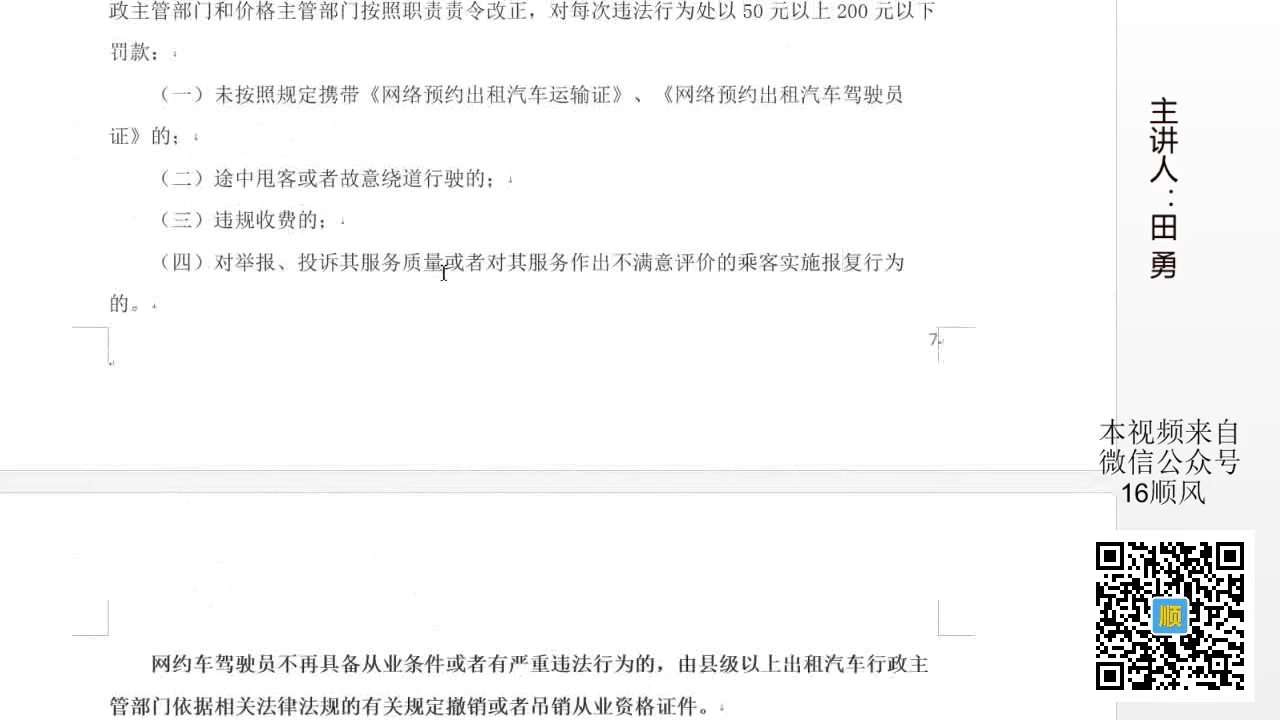 政主管部门和价格主管部门按照职责责令改正，对每次违法行为处以 50 元以上 200 元以下
罚款：
（一）未按照规定携带《网络预约出租汽车运输证》、《网络预约出租汽车驾驶员
证》的；
（二）途中甩客或者故意绕道行驶的；
（三）违规收费的；
（四）对举报、投诉其服务质量或者对其服务作出不满意评价的乘客实施报复行为
的。
7
网约车驾驶员不再具备从业条件或者有严重违法行为的，由县级以上出租汽车行政主
管部门依据相关法律法规的有关规定撤销或者吊销从业资格证件。
主讲人：田勇
本视频来自
微信公众号
16顺风
顺